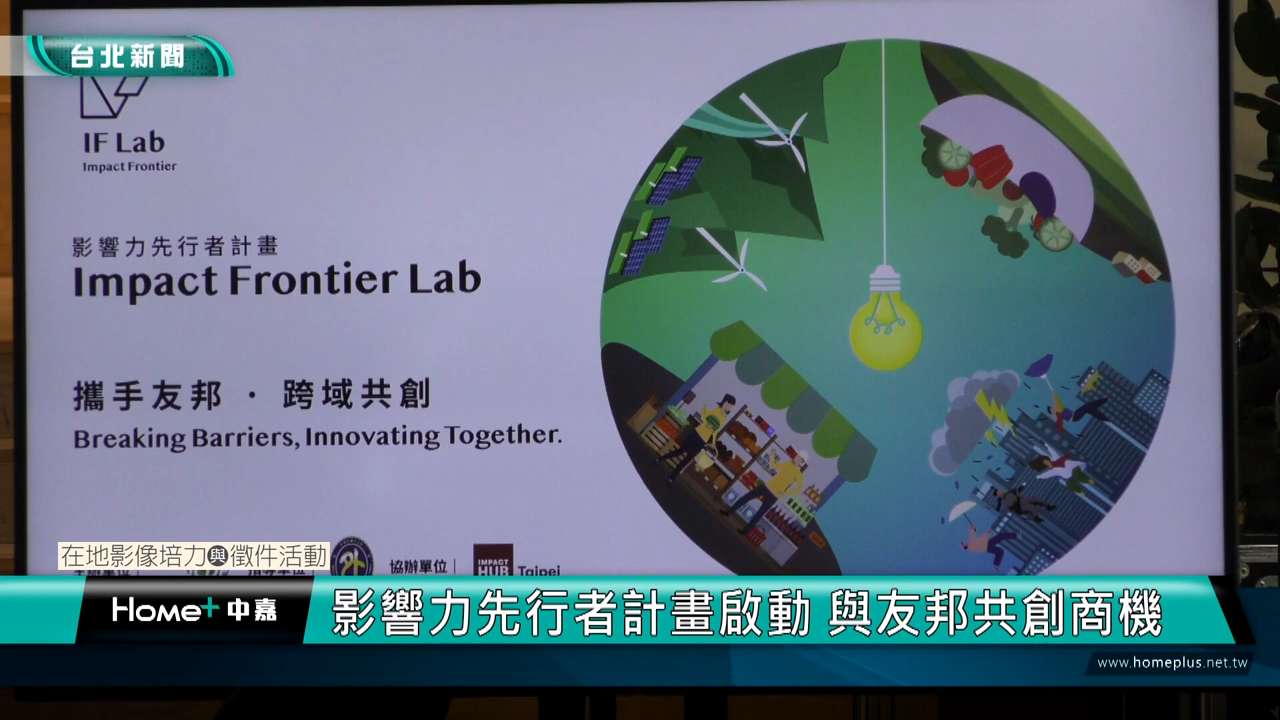 台北新聞
IF Lab
Impact Frontier
影響力先行者計畫
Impact Frontier Lab
攜手友邦 · 跨域共創
Breaking Barriers, Innovating Together.
在地影像培力與徵件活動
協辦單位
IMPACT HUB Taipei
Home+ 中嘉
影響力先行者計畫啟動 與友邦共創商機
www.homeplus.net.tw